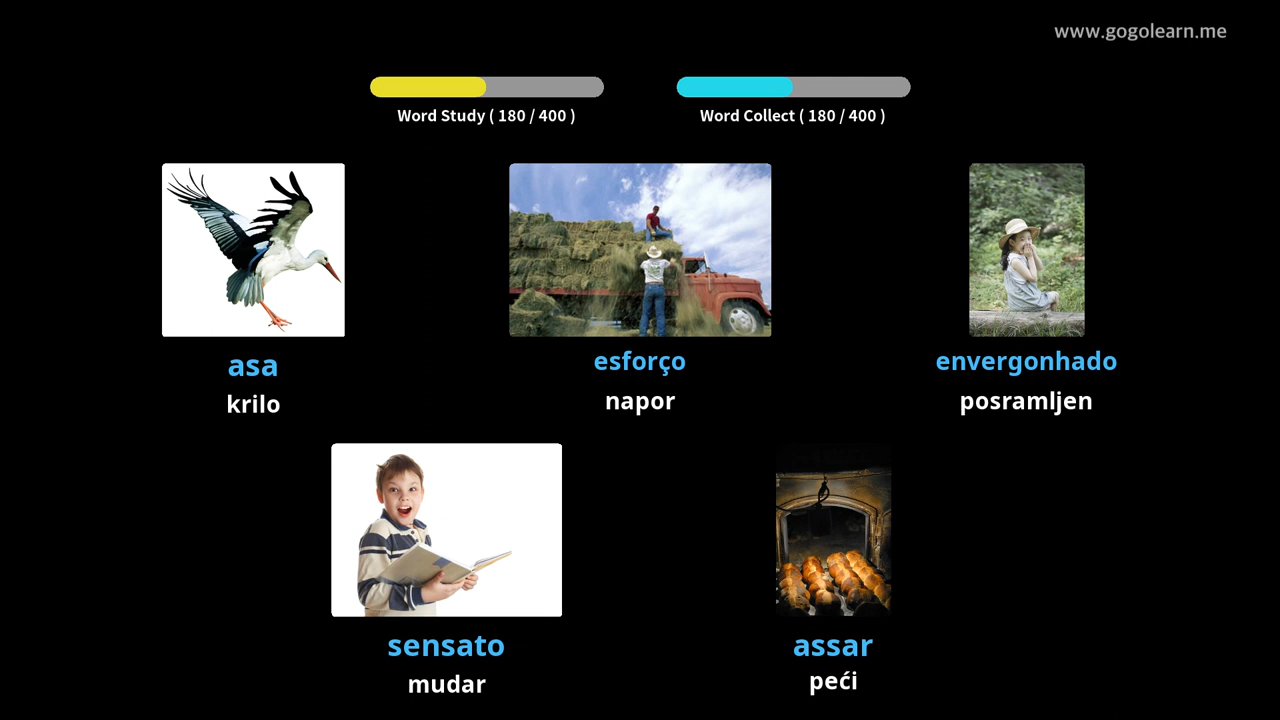 www.gogolearn.me
Word Study ( 180 / 400 )
Word Collect ( 180 / 400 )
asa
krilo
esforço
napor
envergonhado
posramljen
sensato
mudar
assar
peći